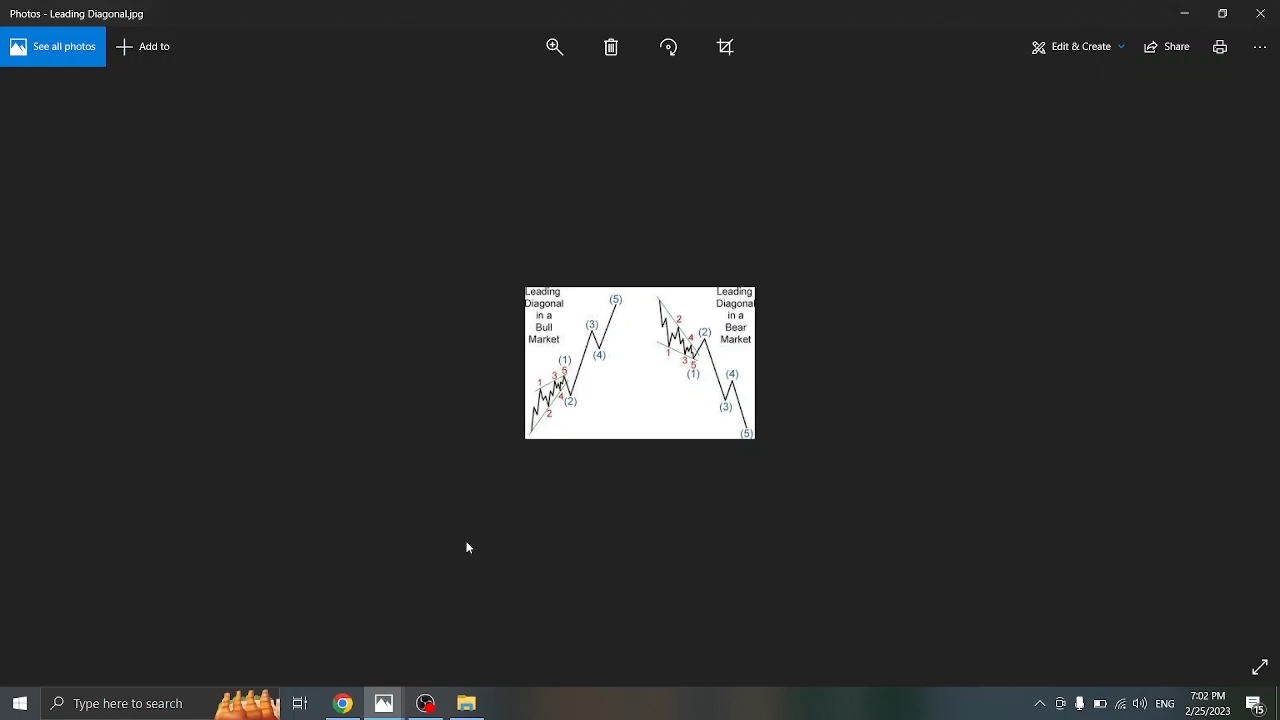 Photos - Leading Diagonal.jpg
See all photos
Add to
Edit & Create
Share
Leading
Diagonal
in a
Bull
Market
(5)
(3)
(4)
(1)
1
3
5
2
4
(2)
Leading
Diagonal
in a
Bear
Market
2
4
(2)
1
3
5
(1)
(4)
(3)
(5)
Type here to search
ENG
7:02 PM
2/25/2023
15